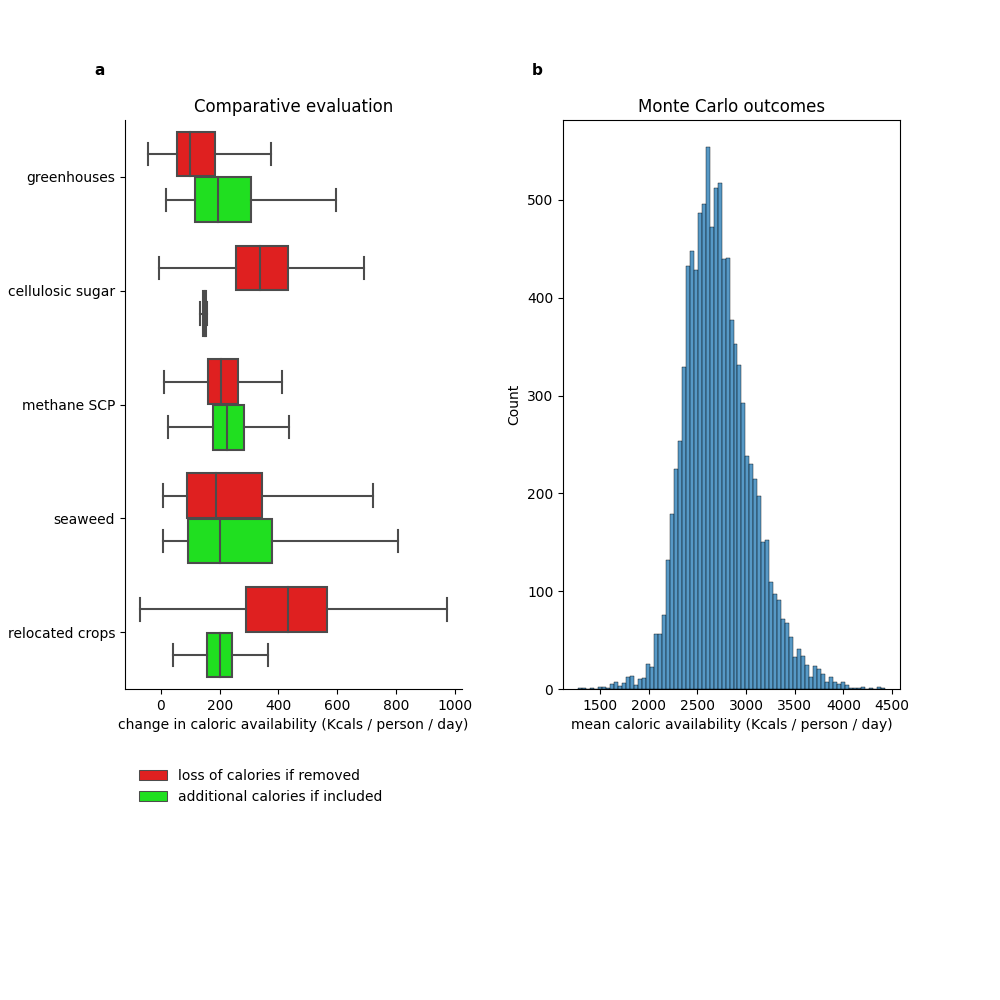 a
Comparative evaluation
greenhouses
cellulosic sugar
methane SCP
seaweed
relocated crops
0 200 400 600 800 1000
change in caloric availability (Kcals / person / day)
loss of calories if removed
additional calories if included
b
Monte Carlo outcomes
500
400
300
200
100
0
Count
1500 2000 2500 3000 3500 4000 4500
mean caloric availability (Kcals / person / day)